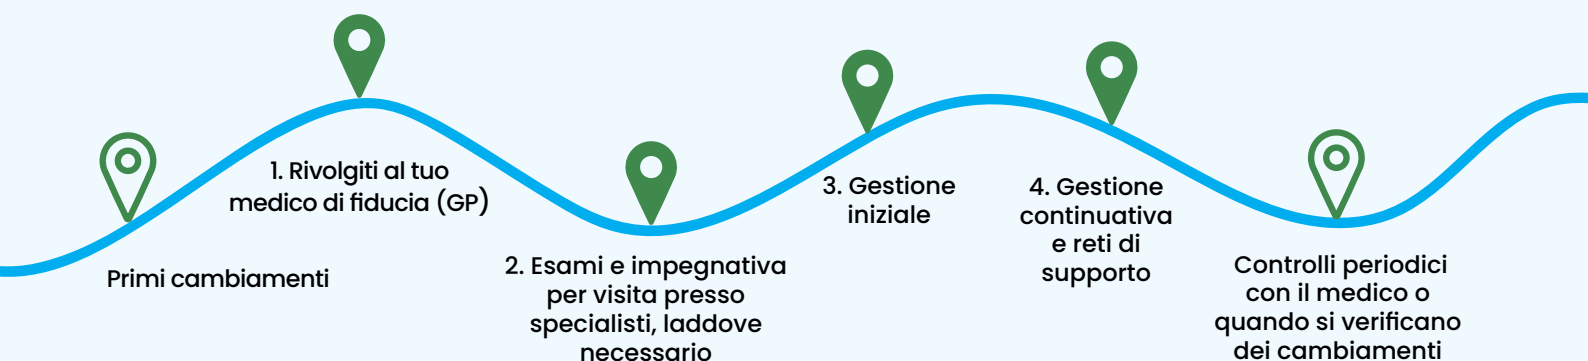 Primi cambiamenti
1. Rivolgiti al tuo
medico di fiducia (GP)
2. Esami e impegnativa
per visita presso
specialisti, laddove
necessario
3. Gestione
iniziale
4. Gestione
continuativa
e reti di
supporto
Controlli periodici
con il medico o
quando si verificano
dei cambiamenti